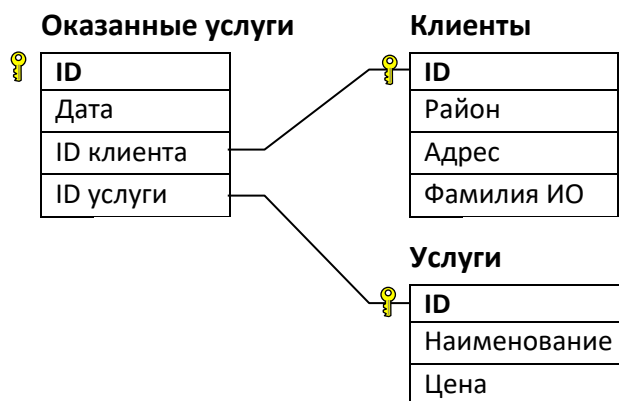 Оказанные услуги
ID
Дата
ID клиента
ID услуги
Клиенты
ID
Район
Адрес
Фамилия ИО
Услуги
ID
Наименование
Цена